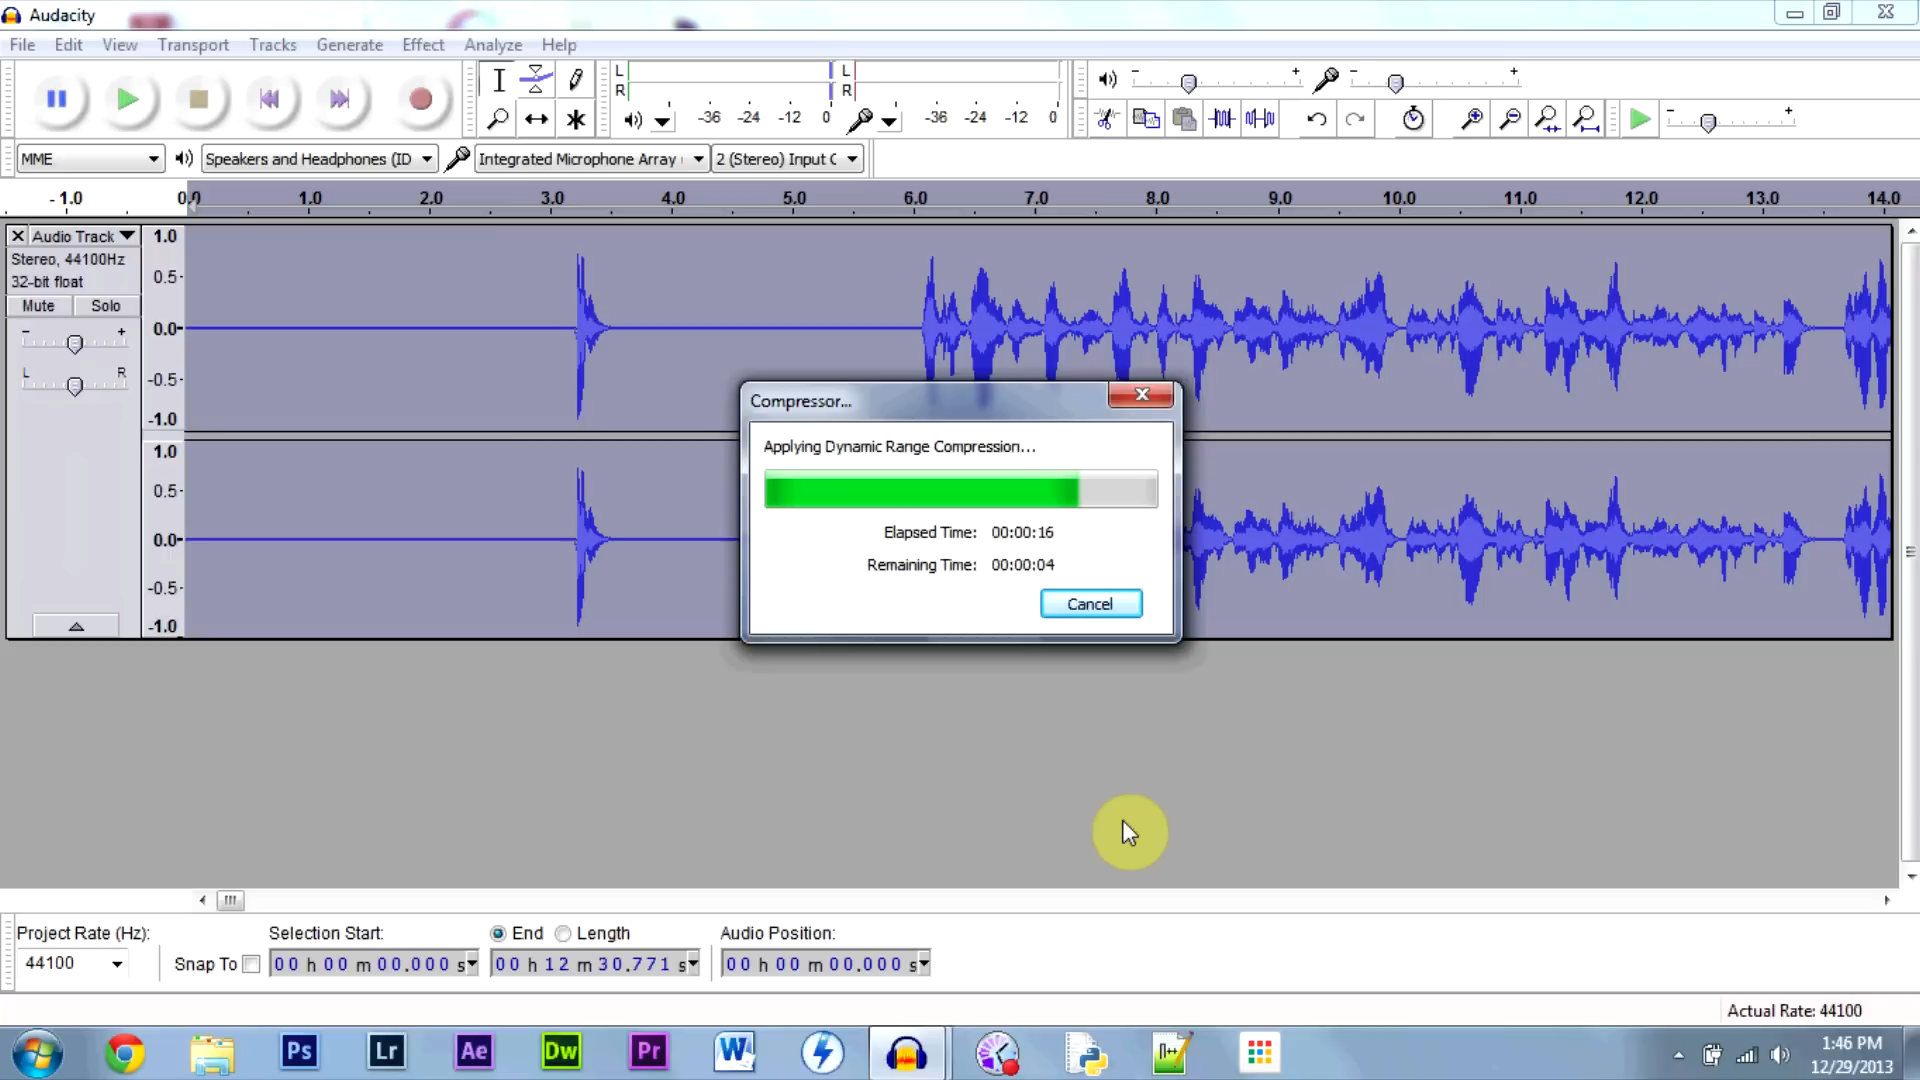 Audacity
File Edit View Transport Tracks Generate Effect Analyze Help
L
R
-36 -24 -12 0
L
R
-36 -24 -12 0
- +
- +
- +
MME
Speakers and Headphones (ID
Integrated Microphone Array
2 (Stereo) Input C
- 1.0 0.0 1.0 2.0 3.0 4.0 5.0 6.0 7.0 8.0 9.0 10.0 11.0 12.0 13.0 14.0
X Audio Track
Stereo, 44100Hz
32-bit float
Mute Solo
- +
L R
1.0
0.5
0.0
-0.5
-1.0
1.0
0.5
0.0
-0.5
-1.0
Compressor...
Applying Dynamic Range Compression...
Elapsed Time: 00:00:16
Remaining Time: 00:00:04
Cancel
Project Rate (Hz):
44100
Snap To
Selection Start:
00 h 00 m 00.000 s
End Length
00 h 12 m 30.771 s
Audio Position:
00 h 00 m 00.000 s
Actual Rate: 44100
Ps Lr Ae Dw Pr W
1:46 PM
12/29/2013